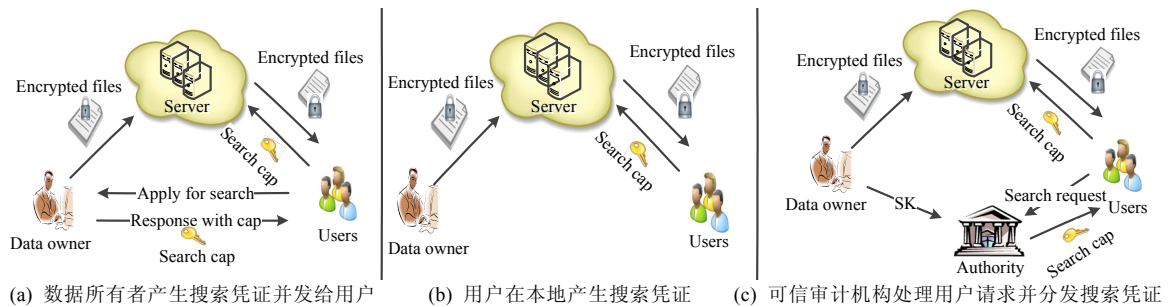 Encrypted files
Encrypted files
Server
Search cap
Apply for search
Response with cap
Data owner
Search cap
Users
(a) 数据所有者产生搜索凭证并发给用户
Encrypted files
Encrypted files
Server
Search cap
Data owner
Users
(b) 用户在本地产生搜索凭证
Encrypted files
Encrypted files
Server
Search cap
Data owner
SK
Search request
Users
Authority
Search cap
(c) 可信审计机构处理用户请求并分发搜索凭证